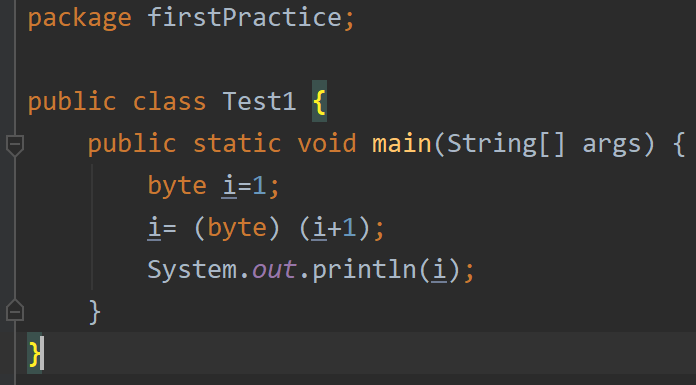 package firstPractice;
public class Test1 {
public static void main(String[] args) {
byte i=1;
i= (byte) (i+1);
System.out.println(i);
}
}